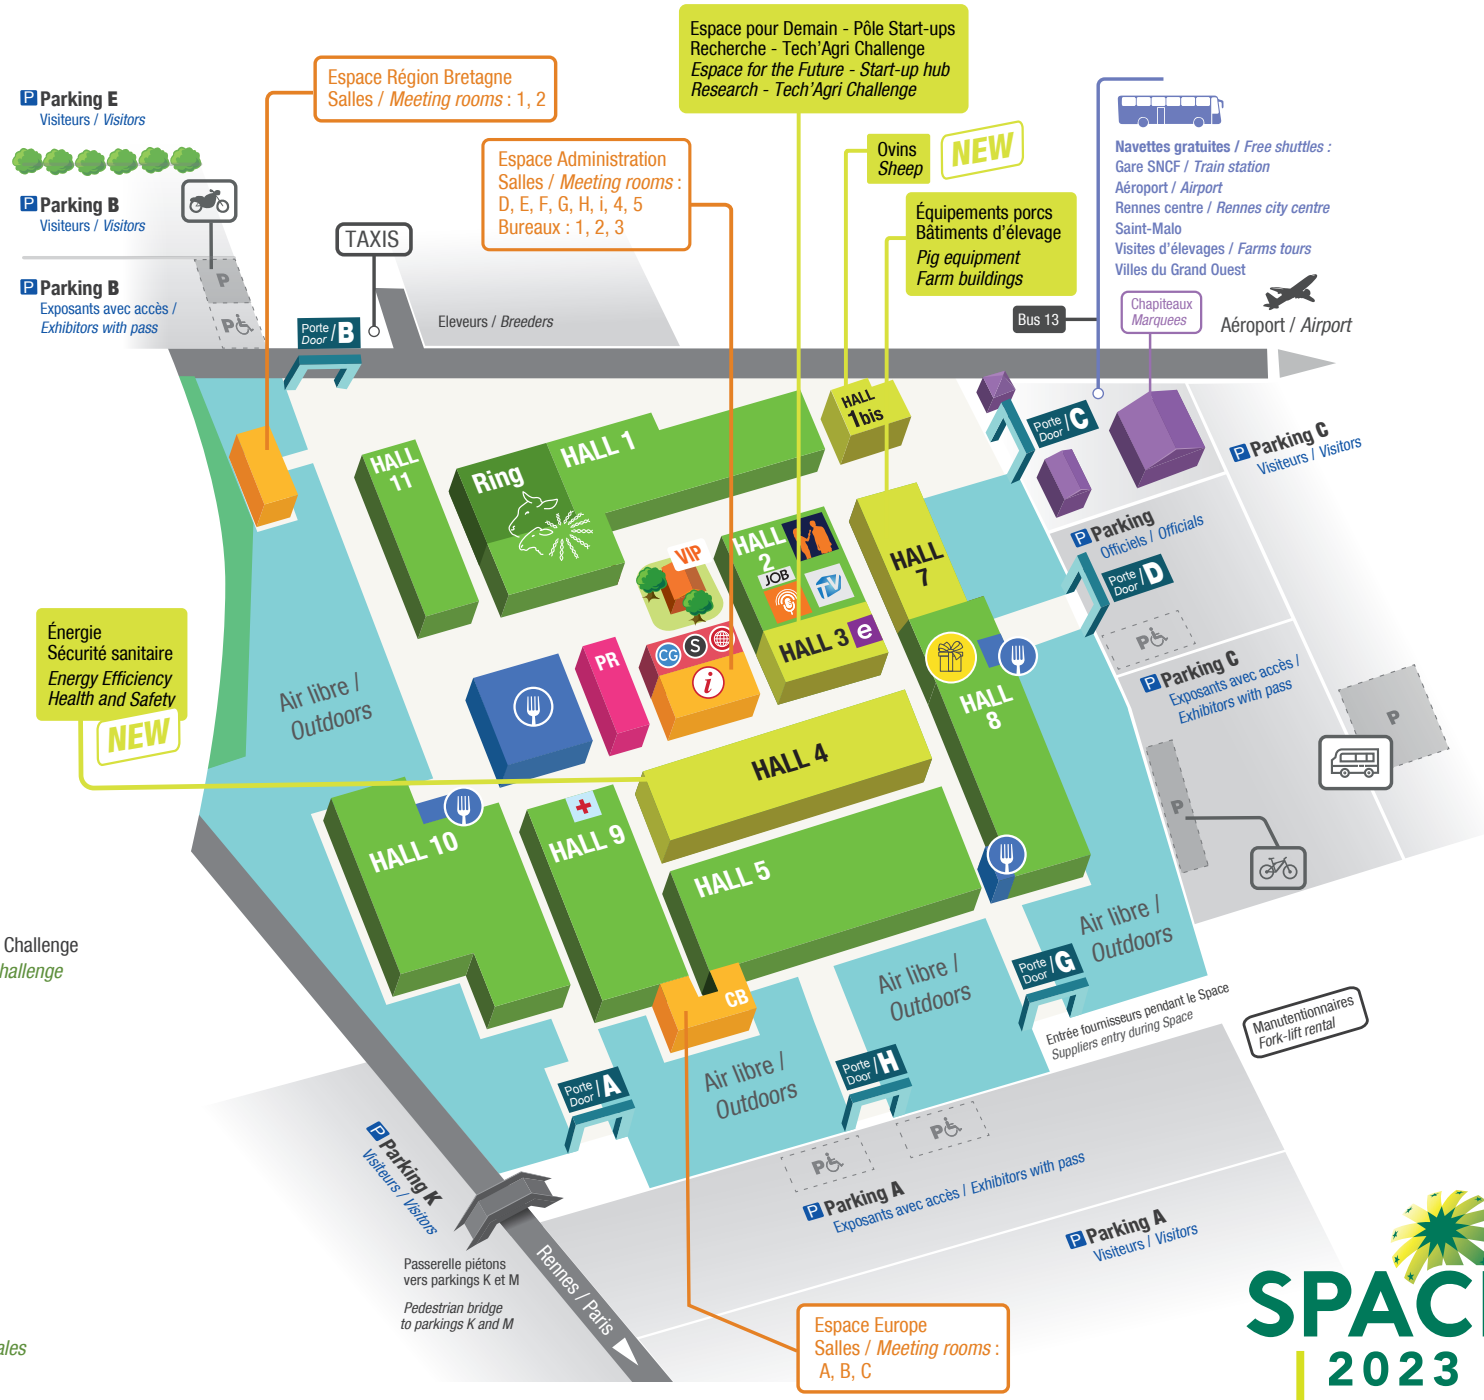 Espace pour Demain - Pôle Start-ups
Recherche - Tech'Agri Challenge
Espace for the Future - Start-up hub
Research - Tech'Agri Challenge
Espace Région Bretagne
Salles / Meeting rooms : 1, 2
P Parking E
Visiteurs / Visitors
Espace Administration
Salles / Meeting rooms :
D, E, F, G, H, i, 4, 5
Bureaux : 1, 2, 3
Ovins
Sheep
NEW
Navettes gratuites / Free shuttles :
Gare SNCF / Train station
Aéroport / Airport
Rennes centre / Rennes city centre
Saint-Malo
Visites d'élevages / Farms tours
Villes du Grand Ouest
P Parking B
Visiteurs / Visitors
TAXIS
Équipements porcs
Bâtiments d'élevage
Pig equipment
Farm buildings
P Parking B
Exposants avec accès /
Exhibitors with pass
P
P
Porte / B
Door
Eleveurs / Breeders
Bus 13
Chapiteaux
Marquees
Aéroport / Airport
HALL
1bis
Porte / C
Door
P Parking C
Visiteurs / Visitors
HALL
11
Ring
HALL 1
P Parking
Officiels / Officials
Porte / D
Door
VIP
HALL
2
JOB
TV
HALL
7
HALL 3
e
Énergie
Sécurité sanitaire
Energy Efficiency
Health and Safety
NEW
Air libre /
Outdoors
PR
CG
S
i
P
P Parking C
Exposants avec accès /
Exhibitors with pass
P
HALL
8
HALL 4
P
HALL 10
HALL 9
HALL 5
Challenge
hallenge
Air libre /
Outdoors
Air libre /
Outdoors
Porte / G
Door
CB
Entrée fournisseurs pendant le Space
Suppliers entry during Space
Manutentionnaires
Fork-lift rental
Air libre /
Outdoors
Porte / A
Door
Porte / H
Door
P
P
P Parking K
Visiteurs / Visitors
P Parking A
Exposants avec accès / Exhibitors with pass
P Parking A
Visiteurs / Visitors
Passerelle piétons
vers parkings K et M
Pedestrian bridge
to parkings K and M
Rennes / Paris
Espace Europe
Salles / Meeting rooms :
A, B, C
ales
SPACE
2023